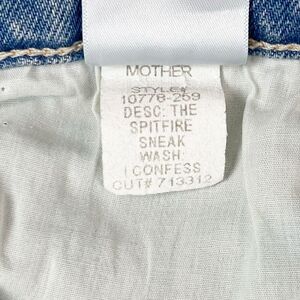 MOTHER
STYLE#
10778-259
DESC: THE
SPITFIRE
SNEAK
WASH:
I CONFESS
CUT# 713312